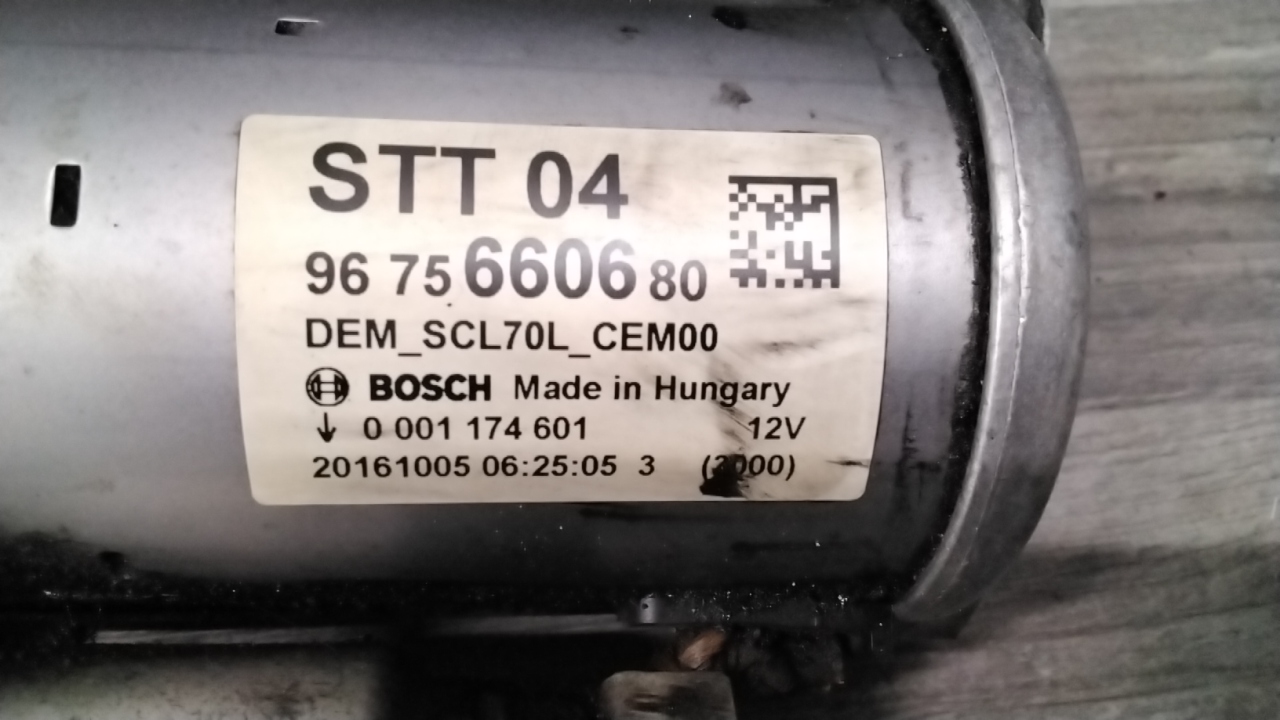 STT 04
96 75 6606 80
DEM_SCL70L_CEM00
BOSCH Made in Hungary
↓ 0 001 174 601 12V
20161005 06:25:05 3